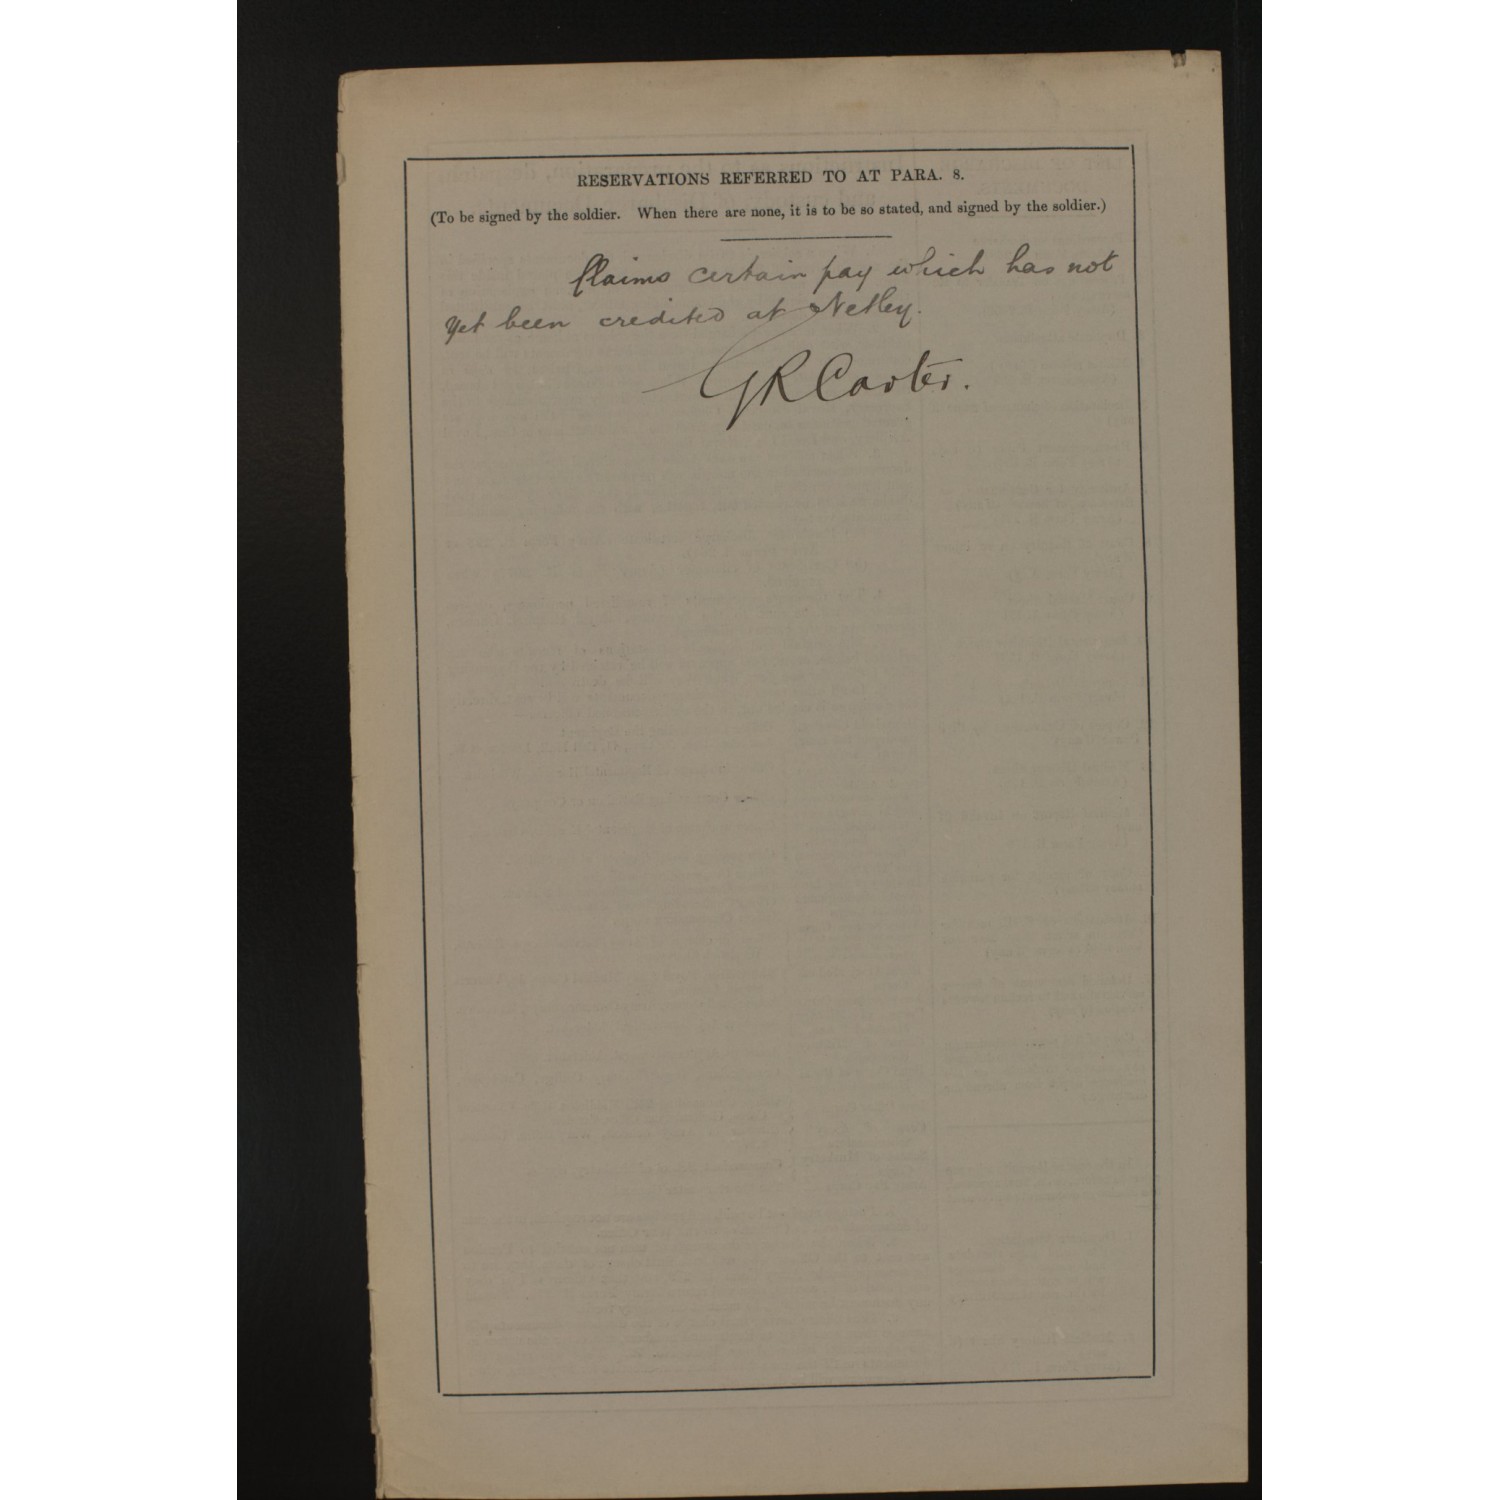 RESERVATIONS REFERRED TO AT PARA. 8.
(To be signed by the soldier. When there are none, it is to be so stated, and signed by the soldier.)
Claims certain pay which has not
yet been credited at Netley.
GR Carter.